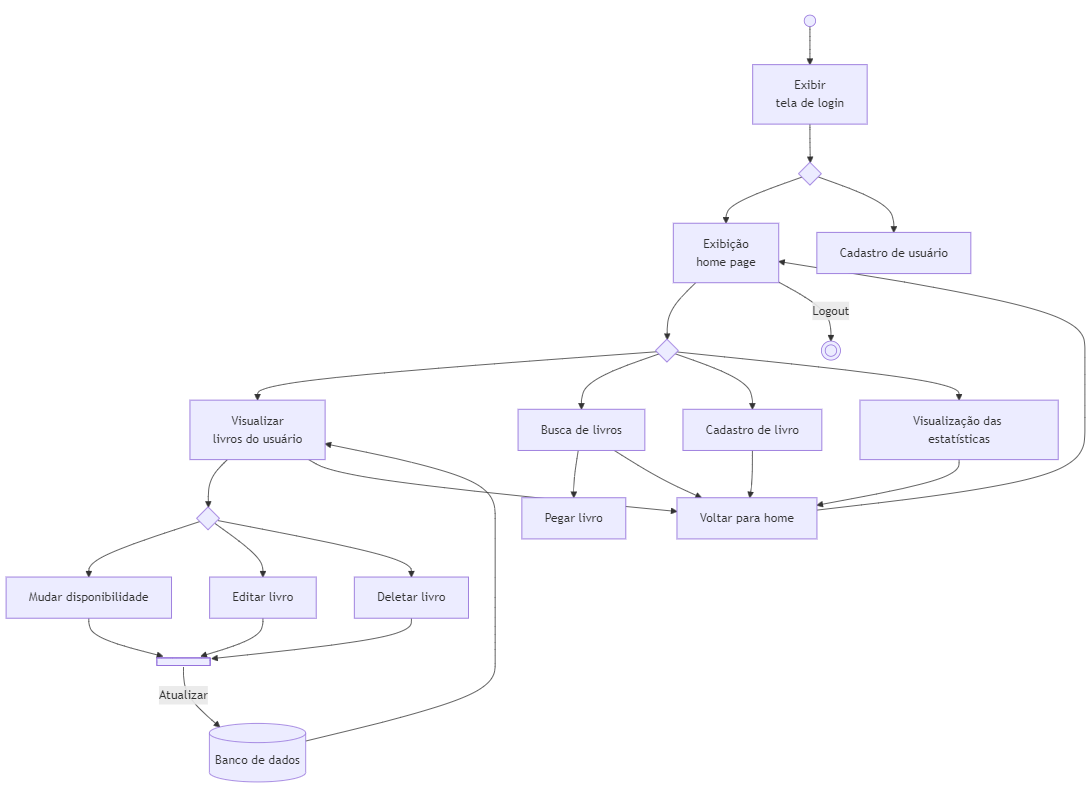 Exibir
tela de login
Exibição
home page
Cadastro de usuário
Logout
Visualizar
livros do usuário
Busca de livros
Cadastro de livro
Visualização das
estatísticas
Pegar livro
Voltar para home
Mudar disponibilidade
Editar livro
Deletar livro
Atualizar
Banco de dados